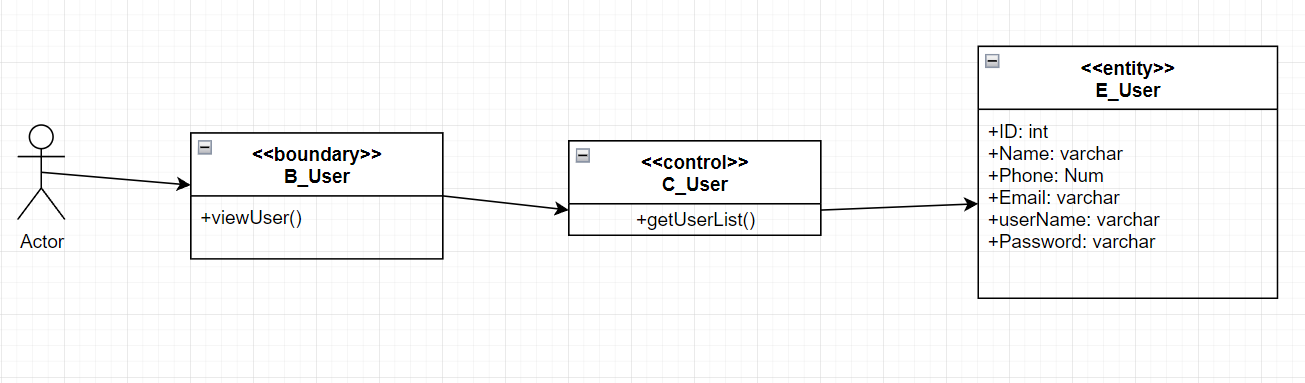 Actor
<<boundary>>
B_User
+viewUser()
<<control>>
C_User
+getUserList()
<<entity>>
E_User
+ID: int
+Name: varchar
+Phone: Num
+Email: varchar
+userName: varchar
+Password: varchar